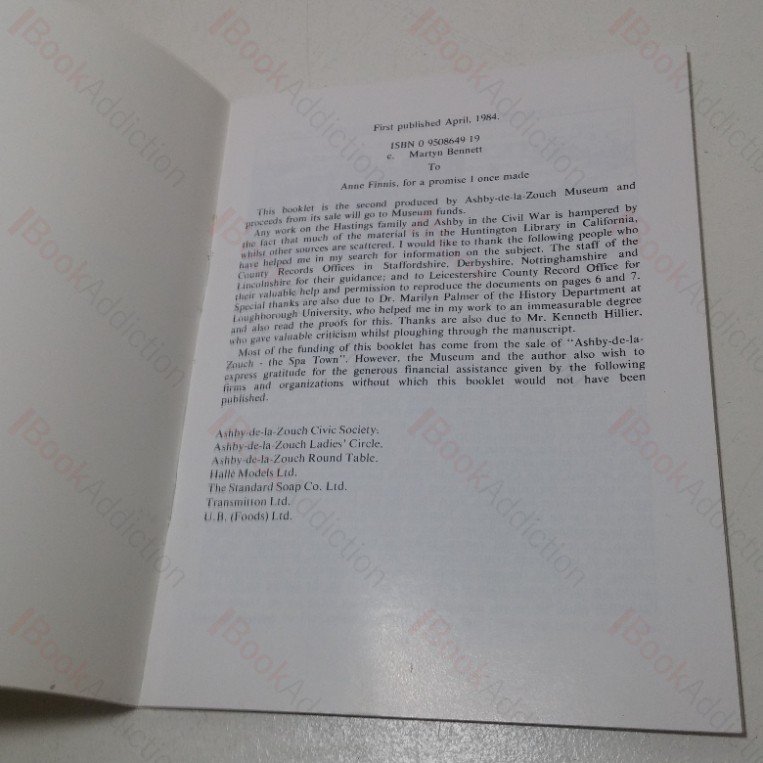 First published April, 1984.
ISBN 0 9508649 19
c. Martyn Bennett
To
Anne Finnis, for a promise I once made
This booklet is the second produced by Ashby-de-la-Zouch Museum and
proceeds from its sale will go to Museum funds.
Any work on the Hastings family and Ashby in the Civil War is hampered by
the fact that much of the material is in the Huntington Library in California,
whilst other sources are scattered. I would like to thank the following people who
have helped me in my search for information on the subject. The staff of the
County Records Offices in Staffordshire, Derbyshire, Nottinghamshire and
Lincolnshire for their guidance; and to Leicestershire County Record Office for
their valuable help and permission to reproduce the documents on pages 6 and 7.
Special thanks are also due to Dr. Marilyn Palmer of the History Department at
Loughborough University, who helped me in my work to an immeasurable degree
and also read the proofs for this. Thanks are also due to Mr. Kenneth Hillier,
who gave valuable criticism whilst ploughing through the manuscript.
Most of the funding of this booklet has come from the sale of "Ashby-de-la-
Zouch - the Spa Town". However, the Museum and the author also wish to
express gratitude for the generous financial assistance given by the following
firms and organizations without which this booklet would not have been
published.
Ashby-de-la-Zouch Civic Society.
Ashby-de-la-Zouch Ladies' Circle.
Ashby-de-la-Zouch Round Table.
Halle Models Ltd.
The Standard Soap Co. Ltd.
Transmitton Ltd.
U.B. (Foods) Ltd.
BookAddiction